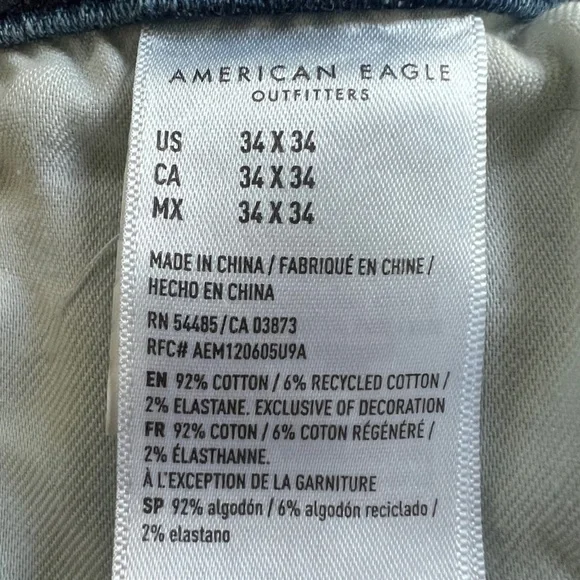 AMERICAN EAGLE
OUTFITTERS
US 34 X 34
CA 34 X 34
MX 34 X 34
MADE IN CHINA / FABRIQUÉ EN CHINE /
HECHO EN CHINA
RN 54485/CA 03873
RFC# AEM120605U9A
EN 92% COTTON / 6% RECYCLED COTTON /
2% ELASTANE. EXCLUSIVE OF DECORATION
FR 92% COTON / 6% COTON RÉGÉNÉRÉ /
2% ÉLASTHANNE.
À L'EXCEPTION DE LA GARNITURE
SP 92% algodón / 6% algodón reciclado /
2% elastano